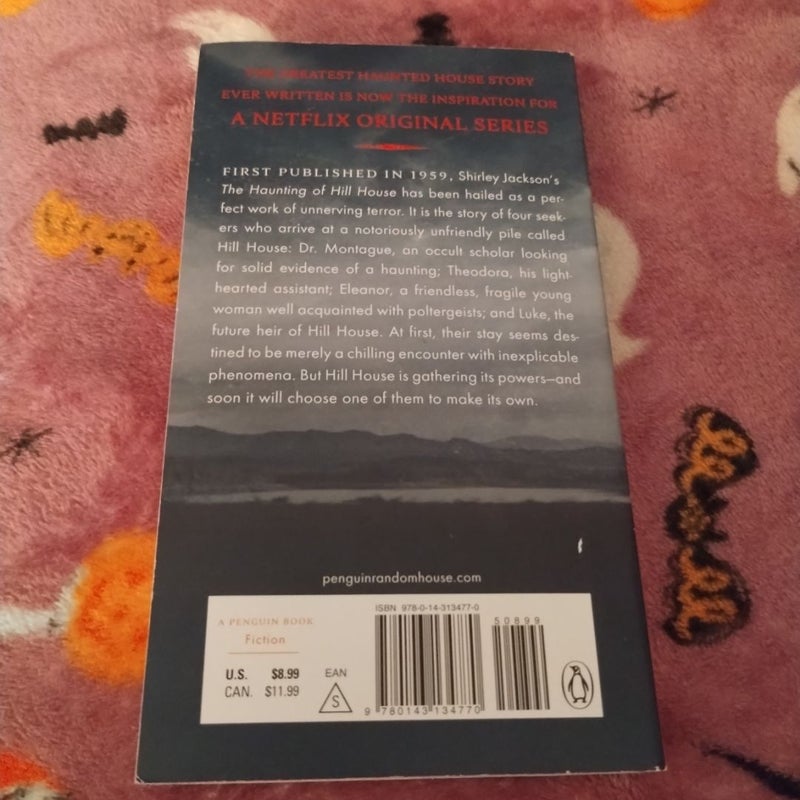 THE GREATEST HAUNTED HOUSE STORY
EVER WRITTEN IS NOW THE INSPIRATION FOR
A NETFLIX ORIGINAL SERIES
FIRST PUBLISHED IN 1959, Shirley Jackson's
The Haunting of Hill House has been hailed as a per-
fect work of unnerving terror. It is the story of four seek-
ers who arrive at a notoriously unfriendly pile called
Hill House: Dr. Montague, an occult scholar looking
for solid evidence of a haunting; Theodora, his light-
hearted assistant; Eleanor, a friendless, fragile young
woman well acquainted with poltergeists; and Luke, the
future heir of Hill House. At first, their stay seems des-
tined to be merely a chilling encounter with inexplicable
phenomena. But Hill House is gathering its powers—and
soon it will choose one of them to make its own.
penguinrandomhouse.com
A PENGUIN BOOK
Fiction
U.S. $8.99
CAN. $11.99
EAN
S
ISBN 978-0-14-313477-0
50899
9 780143 134770